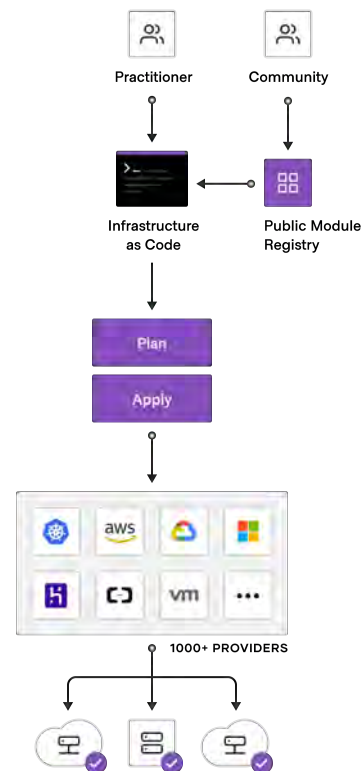 Practitioner
Community
>_
Infrastructure
as Code
Public Module
Registry
Plan
Apply
aws
vm
1000+ PROVIDERS